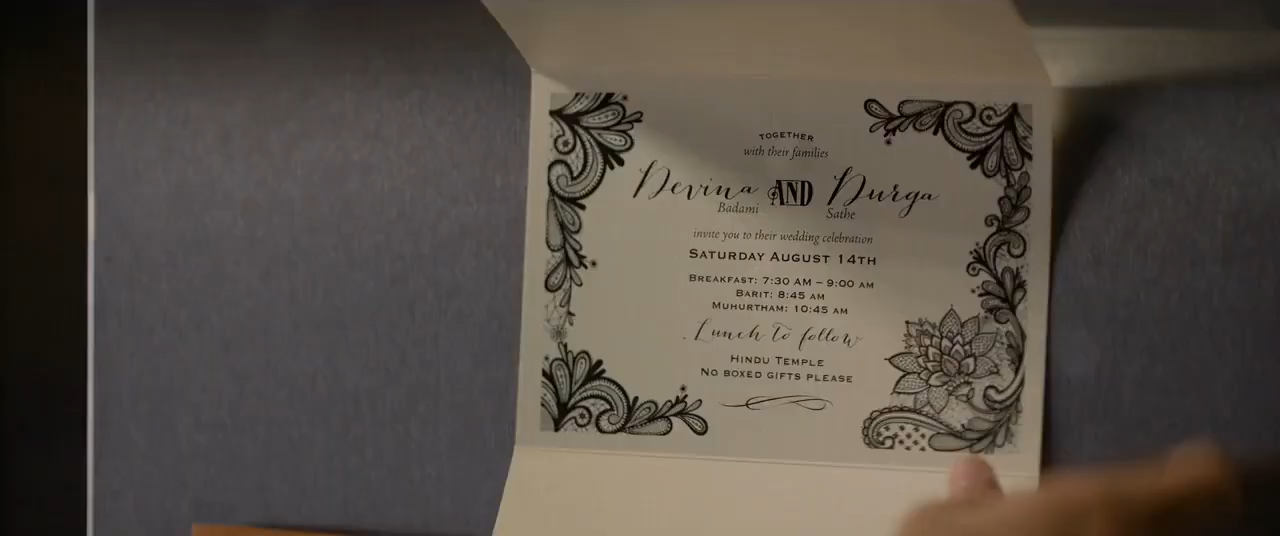 TOGETHER
with their families
Devina AND Durga
Badami Sathe
invite you to their wedding celebration
SATURDAY AUGUST 14TH
BREAKFAST: 7:30 AM – 9:00 AM
BARIT: 8:45 AM
MUHURTHAM: 10:45 AM
Lunch to follow
HINDU TEMPLE
NO BOXED GIFTS PLEASE